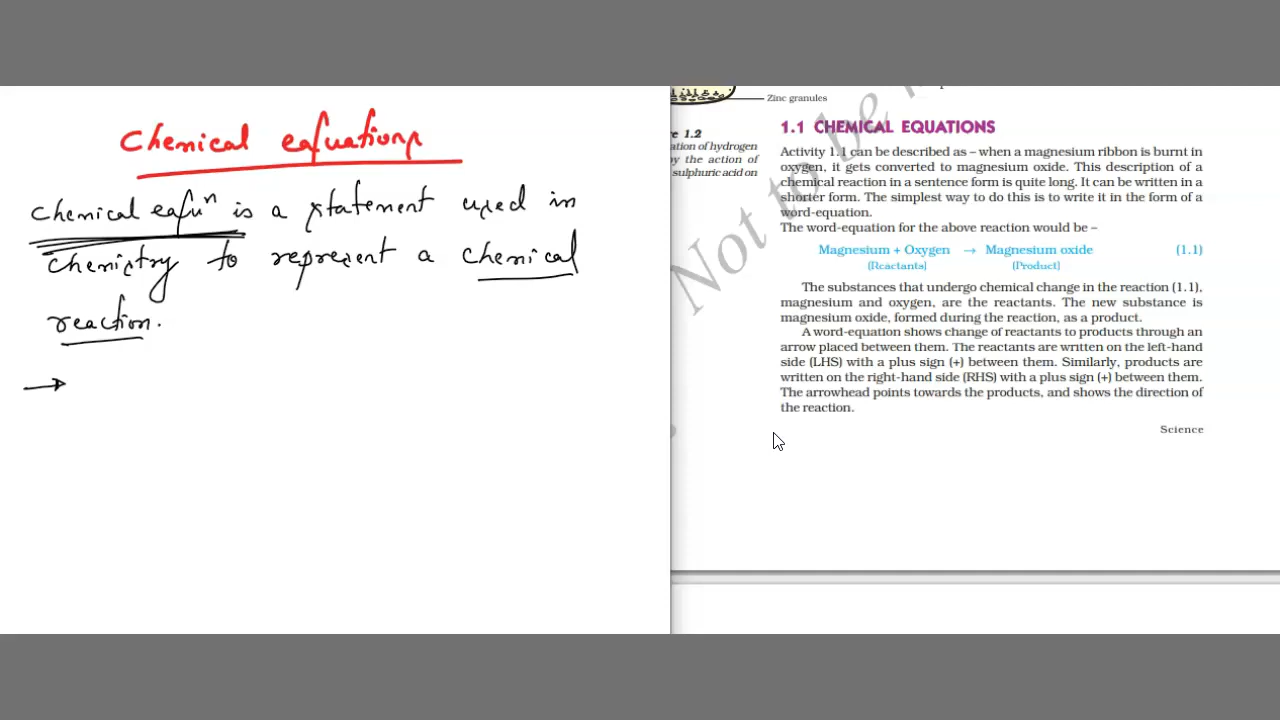 Chemical equations
Chemical equⁿ is a statement used in
chemistry to represent a chemical
reaction.
→
Zinc granules
re 1.2
ation of hydrogen
by the action of
sulphuric acid on
1.1 CHEMICAL EQUATIONS
Activity 1.1 can be described as – when a magnesium ribbon is burnt in
oxygen, it gets converted to magnesium oxide. This description of a
chemical reaction in a sentence form is quite long. It can be written in a
shorter form. The simplest way to do this is to write it in the form of a
word-equation.
The word-equation for the above reaction would be –
Magnesium + Oxygen → Magnesium oxide (1.1)
(Reactants) (Product)
The substances that undergo chemical change in the reaction (1.1),
magnesium and oxygen, are the reactants. The new substance is
magnesium oxide, formed during the reaction, as a product.
A word-equation shows change of reactants to products through an
arrow placed between them. The reactants are written on the left-hand
side (LHS) with a plus sign (+) between them. Similarly, products are
written on the right-hand side (RHS) with a plus sign (+) between them.
The arrowhead points towards the products, and shows the direction of
the reaction.
Science
Not to be